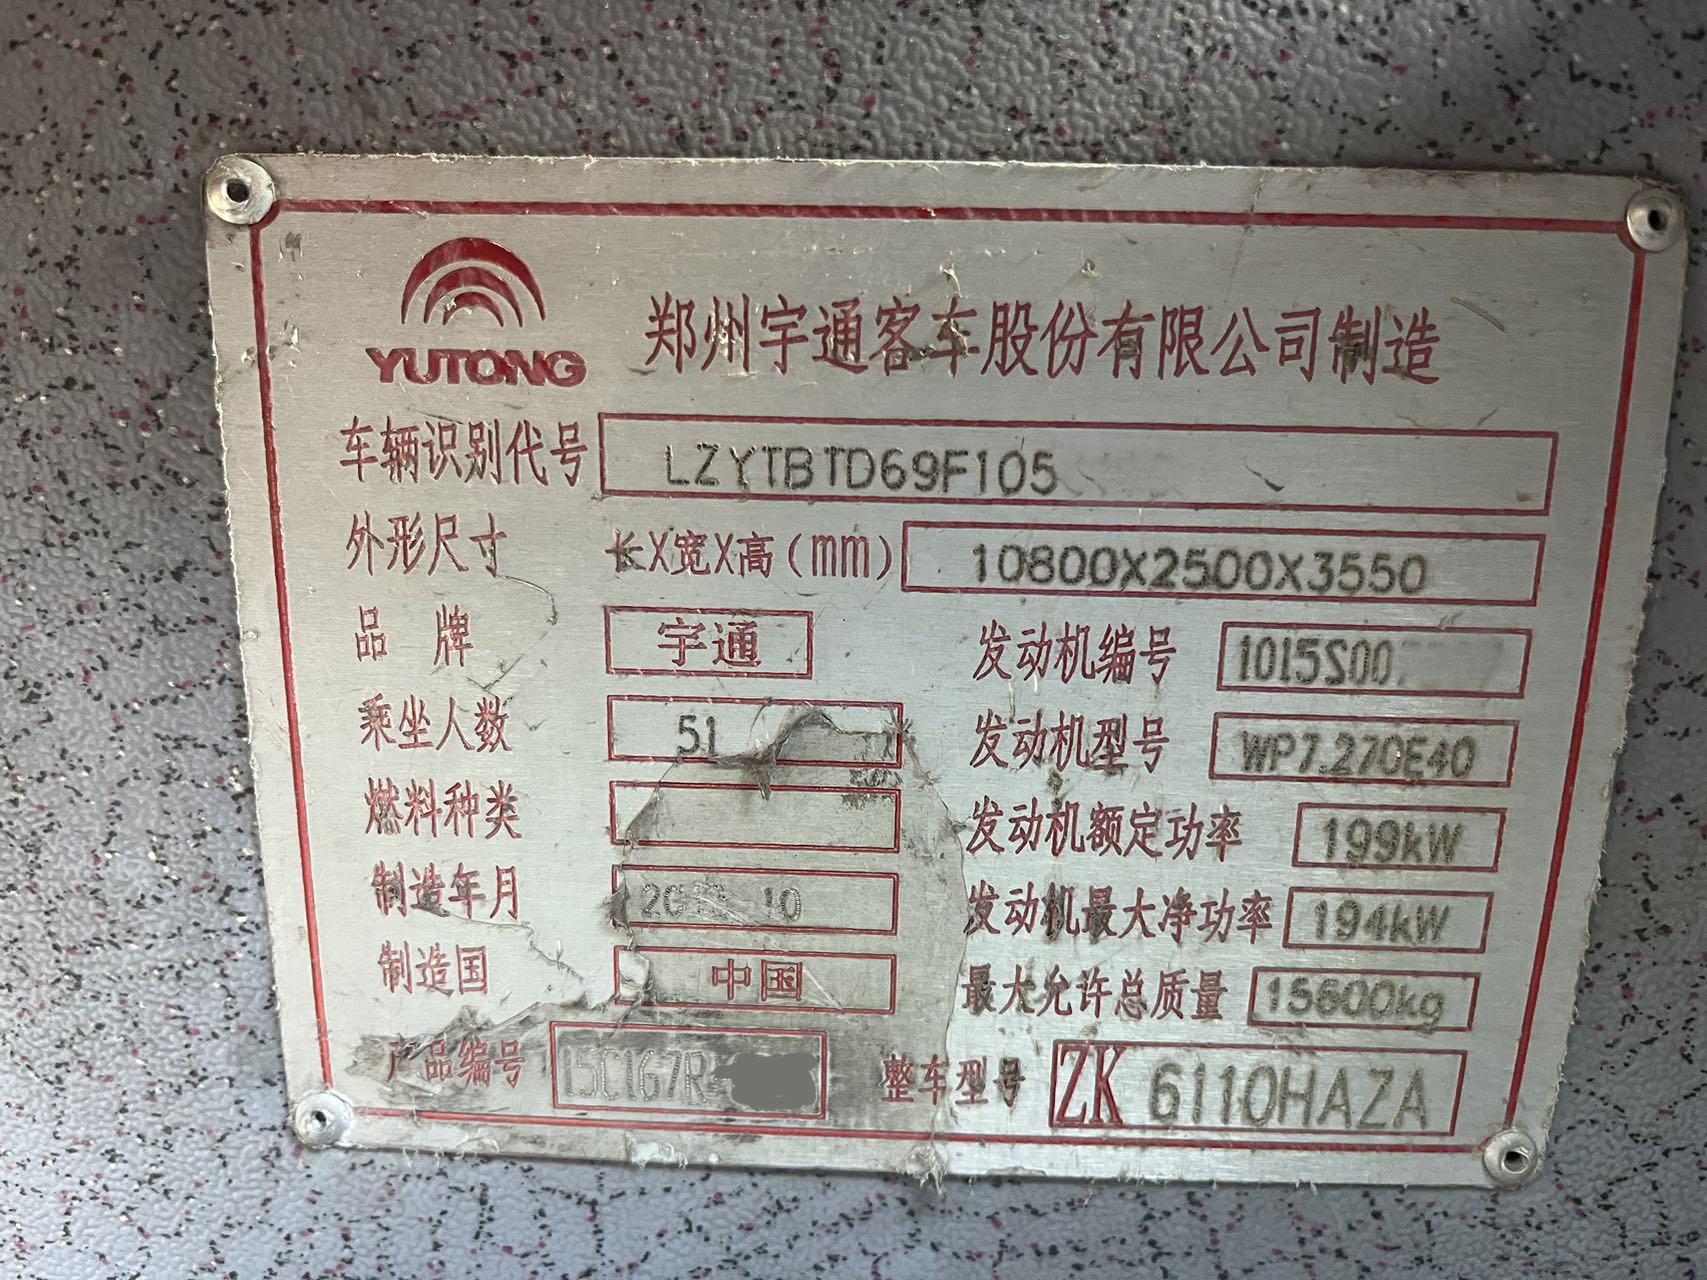 YUTONG
郑州宇通客车股份有限公司制造
车辆识别代号 LZYTBTD69F105
外形尺寸 长X宽X高(mm) 10800X2500X3550
品 牌 宇通 发动机编号 1015S00
乘坐人数 51 发动机型号 WP7.270E40
燃料种类 发动机额定功率 199kW
制造年月 10 发动机最大净功率 194kW
制造国 中国 最大允许总质量 15600kg
产品编号 15C167R 整车型号 ZK 6110HAZA